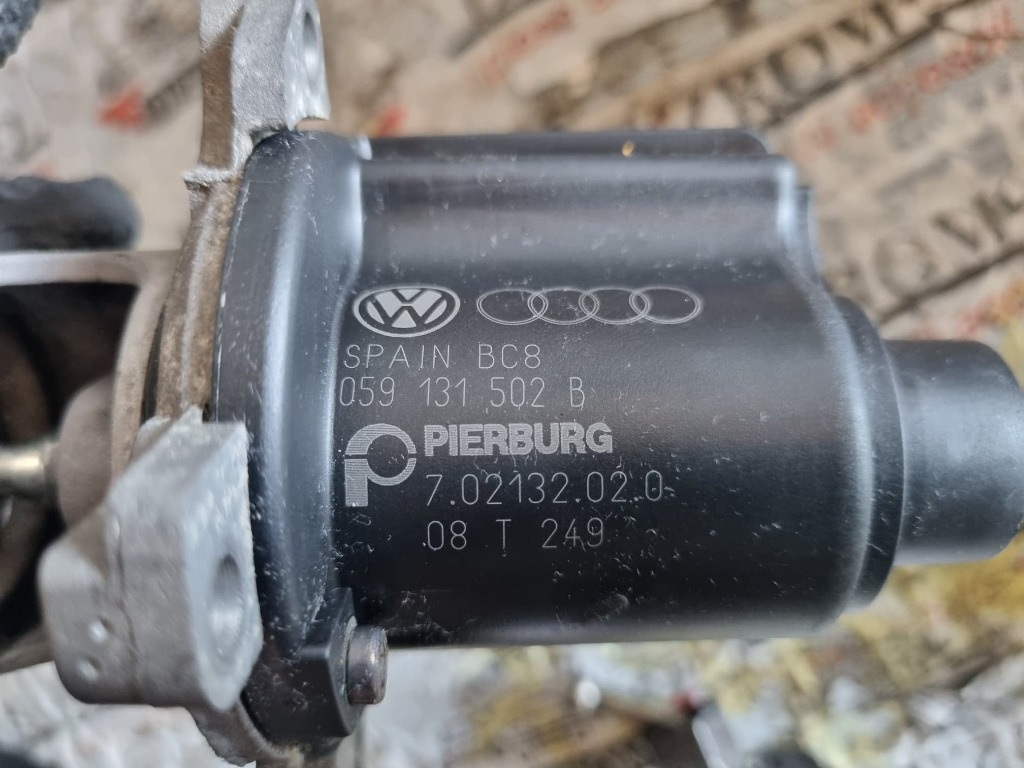 SPAIN BC8
059 131 502 B
PIERBURG
7.02132.02.0
08 T 249